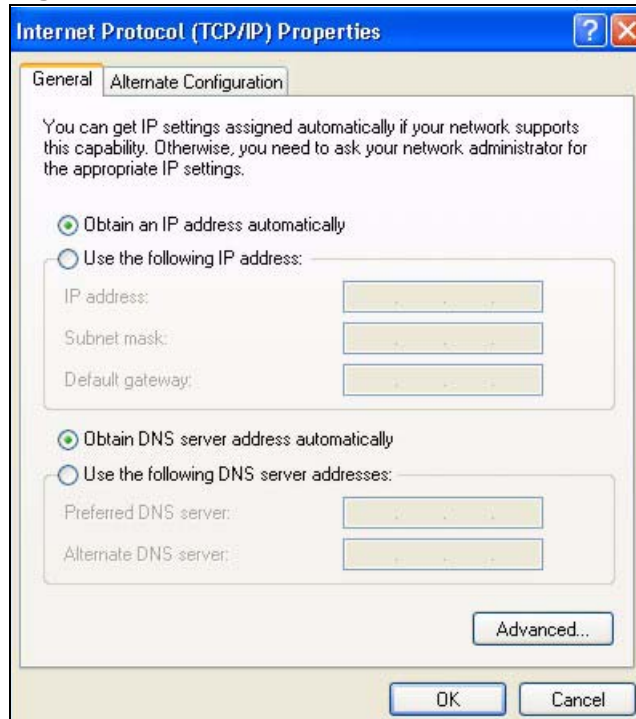 Internet Protocol (TCP/IP) Properties
General
Alternate Configuration
You can get IP settings assigned automatically if your network supports
this capability. Otherwise, you need to ask your network administrator for
the appropriate IP settings.
Obtain an IP address automatically
Use the following IP address:
IP address:
Subnet mask:
Default gateway:
Obtain DNS server address automatically
Use the following DNS server addresses:
Preferred DNS server:
Alternate DNS server:
Advanced...
OK
Cancel